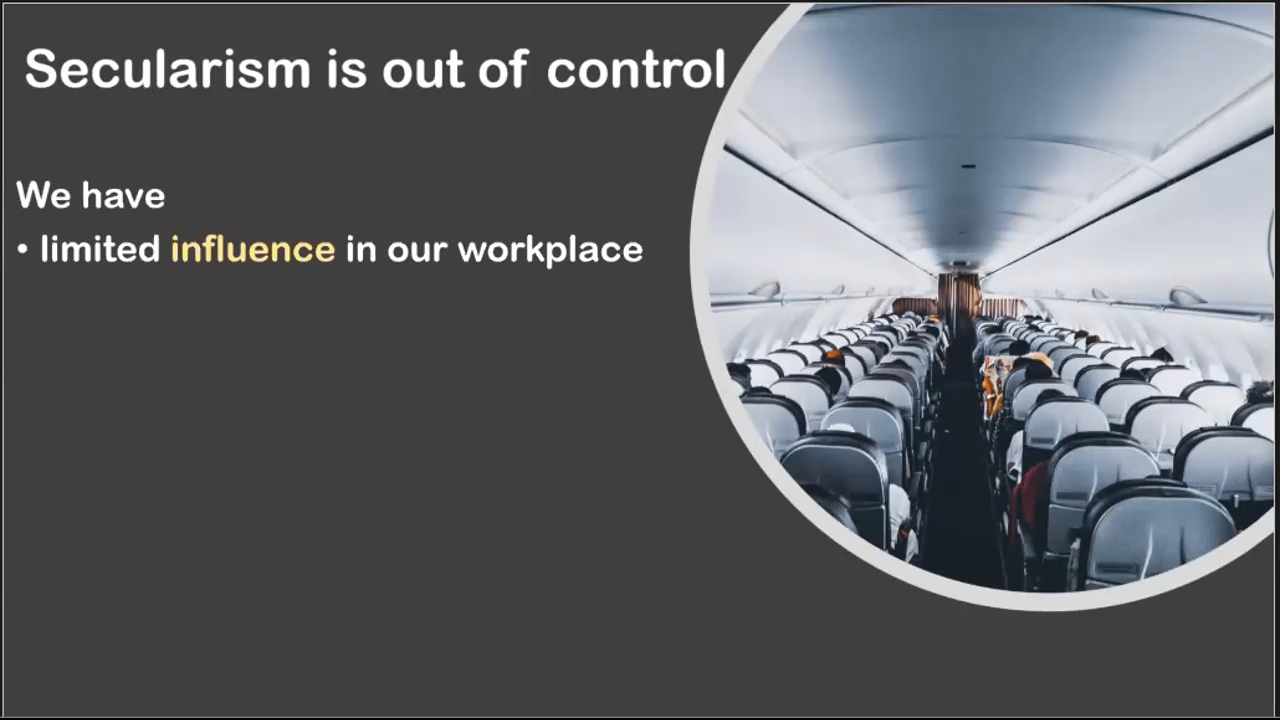 Secularism is out of control
We have
• limited influence in our workplace